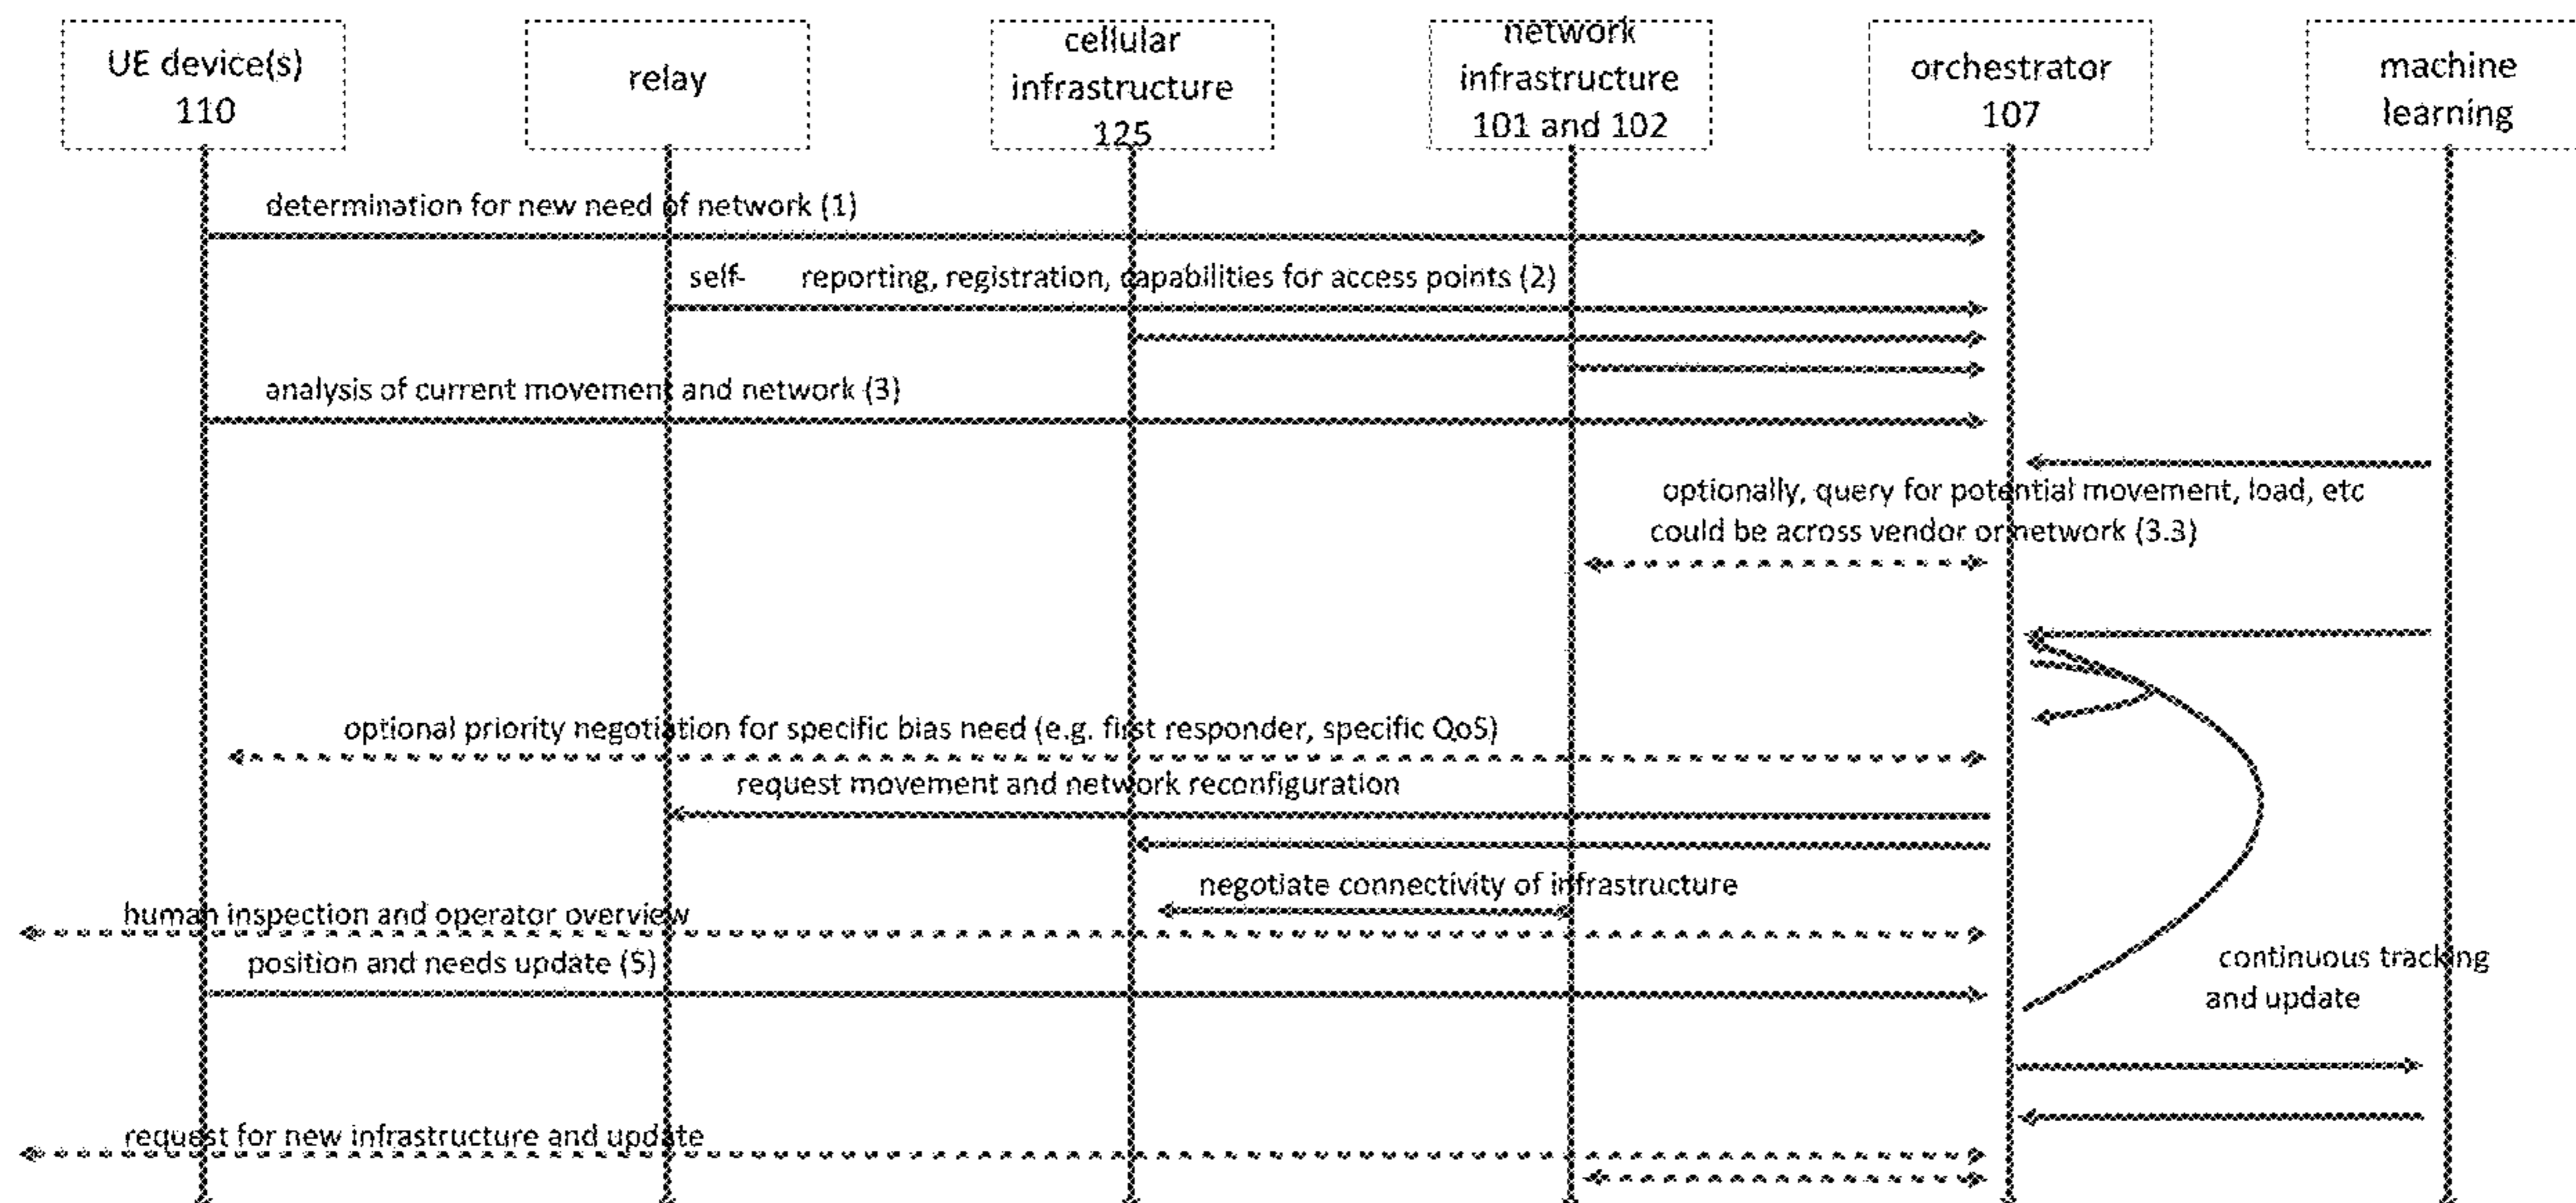 UE device(s)
110
relay
cellular
infrastructure
125
network
infrastructure
101 and 102
orchestrator
107
machine
learning
determination for new need of network (1)
self- reporting, registration, capabilities for access points (2)
analysis of current movement and network (3)
optionally, query for potential movement, load, etc
could be across vendor or network (3.3)
optional priority negotiation for specific bias need (e.g. first responder, specific QoS)
request movement and network reconfiguration
negotiate connectivity of infrastructure
human inspection and operator overview
position and needs update (5)
continuous tracking
and update
request for new infrastructure and update